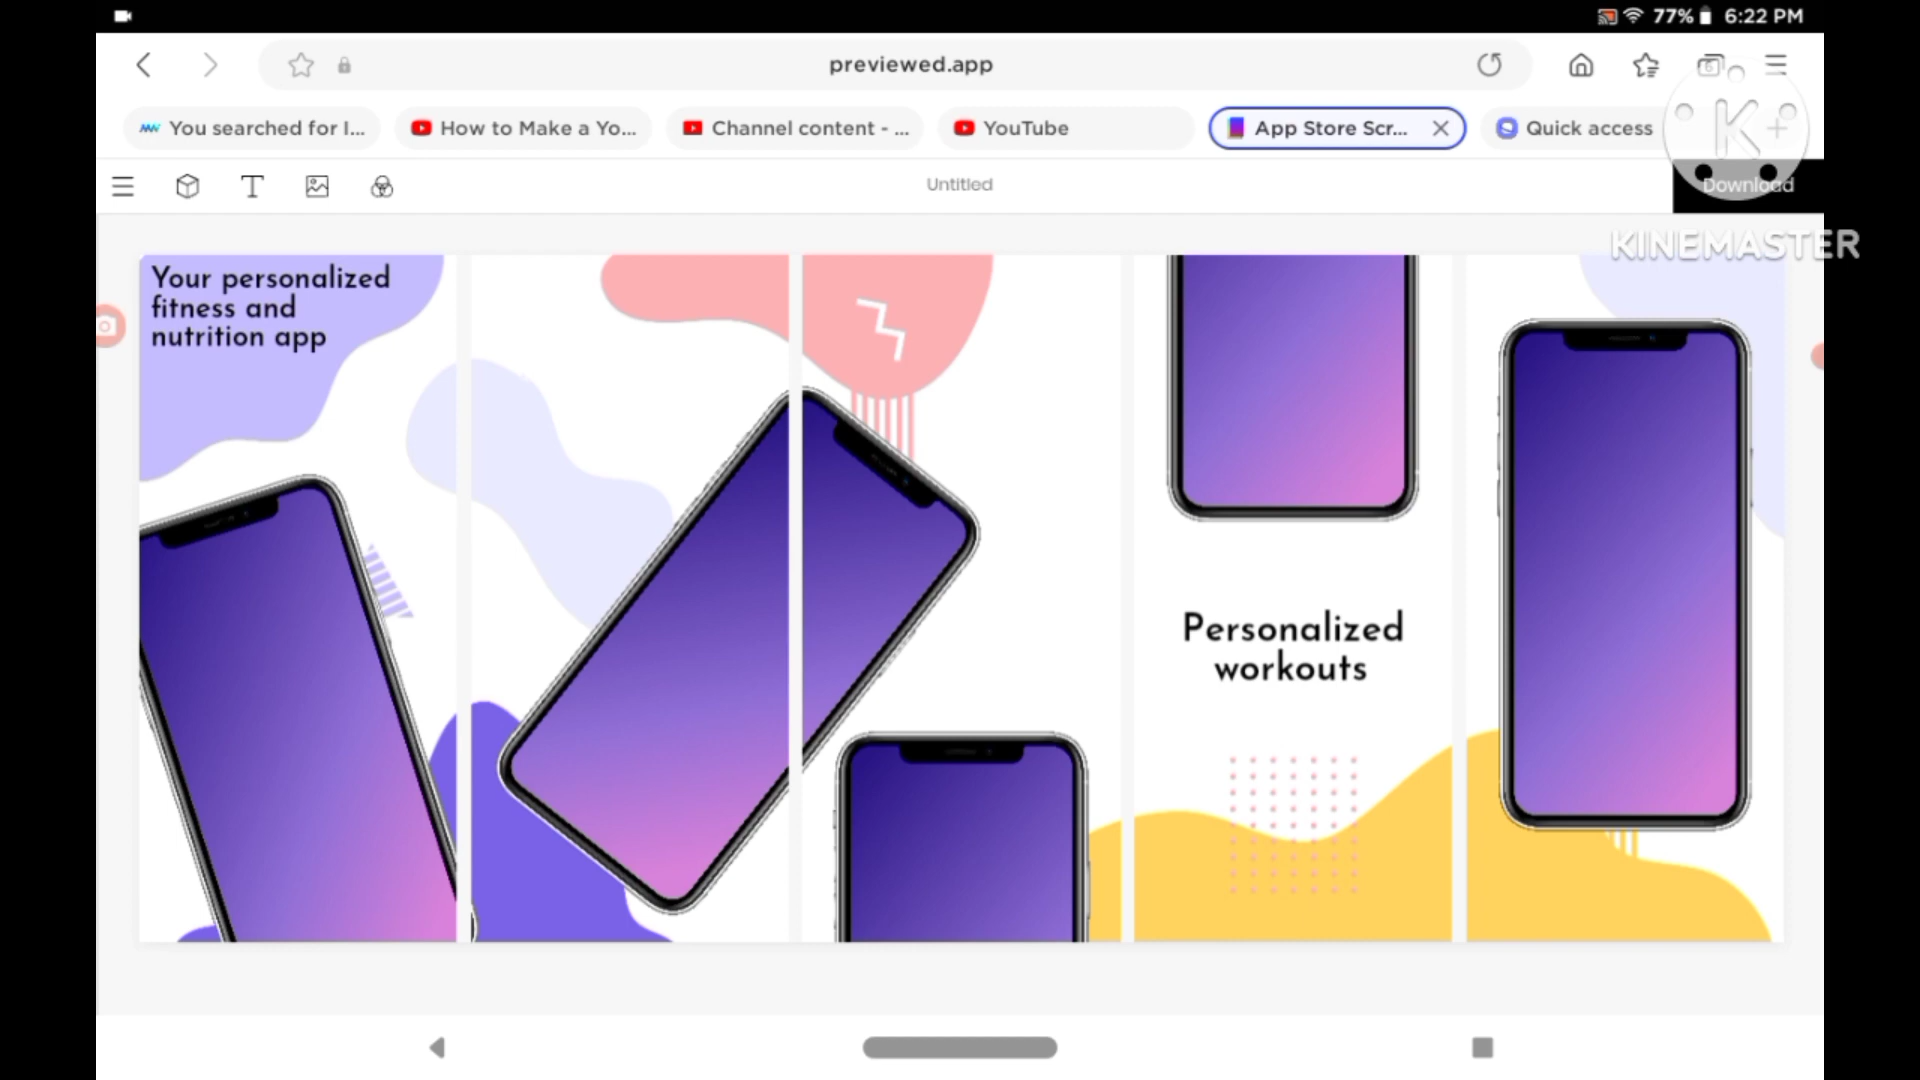 77% 6:22 PM
previewed.app
6
You searched for I...
How to Make a Yo...
Channel content - ...
YouTube
App Store Scr...
Quick access
K
Untitled
Download
KINEMASTER
Your personalized
fitness and
nutrition app
Personalized
workouts